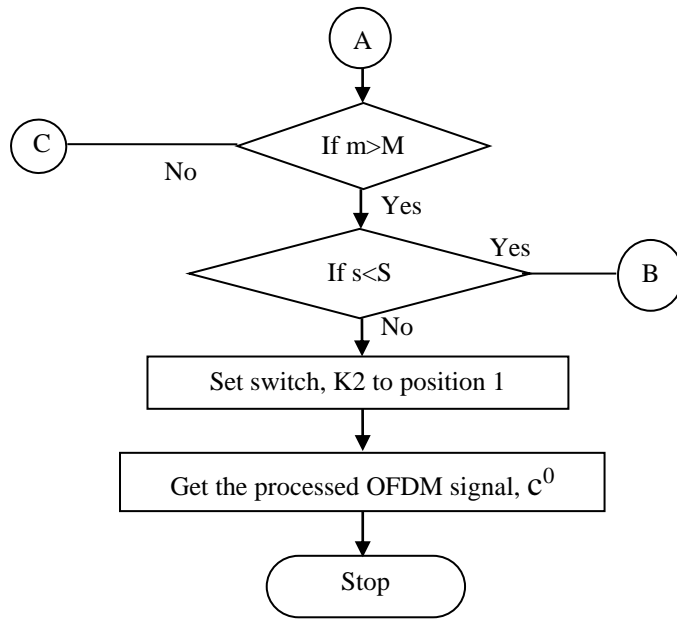 A
C
If m>M
No
Yes
If s<S
Yes
B
No
Set switch, K2 to position 1
Get the processed OFDM signal, c⁰
Stop